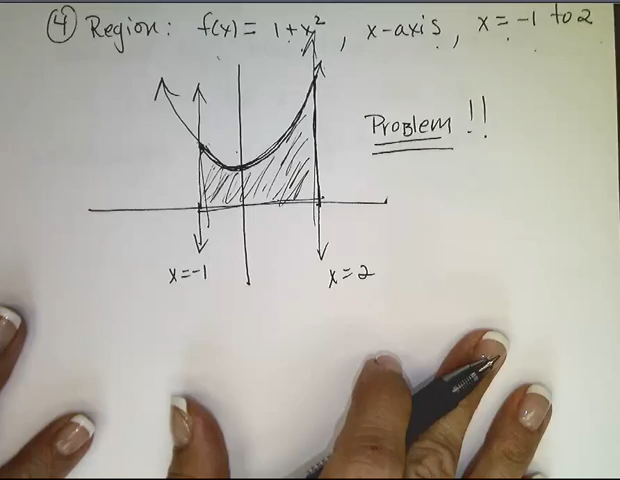 ④ Region: f(x) = 1 + x², x-axis, x = -1 to 2
Problem!!
x = -1
x = 2